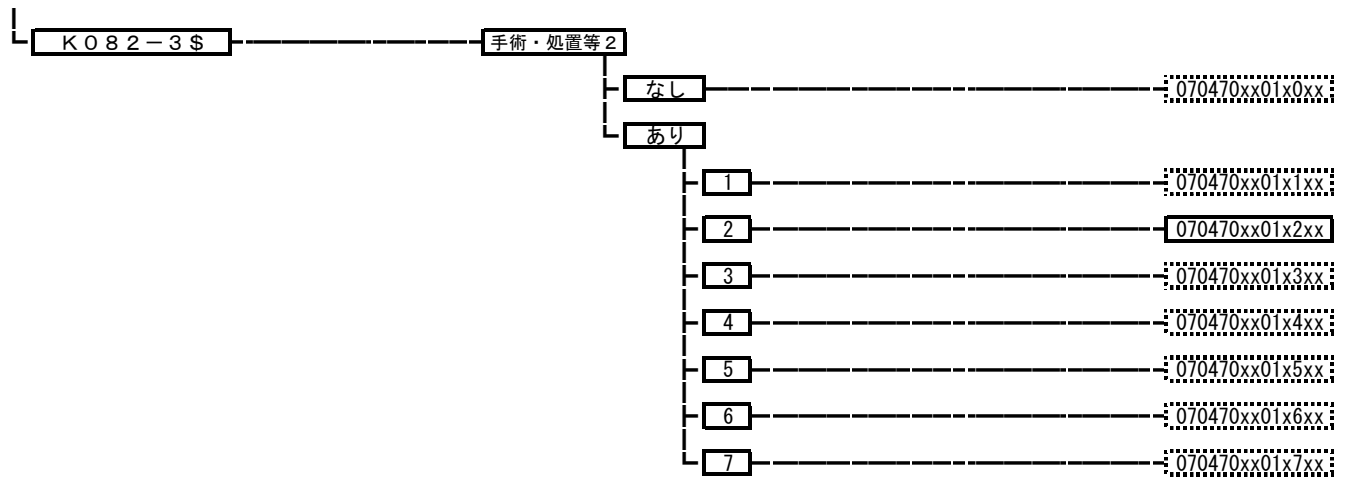 K082-3$ 手術・処置等2
なし 070470xx01x0xx
あり
1 070470xx01x1xx
2 070470xx01x2xx
3 070470xx01x3xx
4 070470xx01x4xx
5 070470xx01x5xx
6 070470xx01x6xx
7 070470xx01x7xx